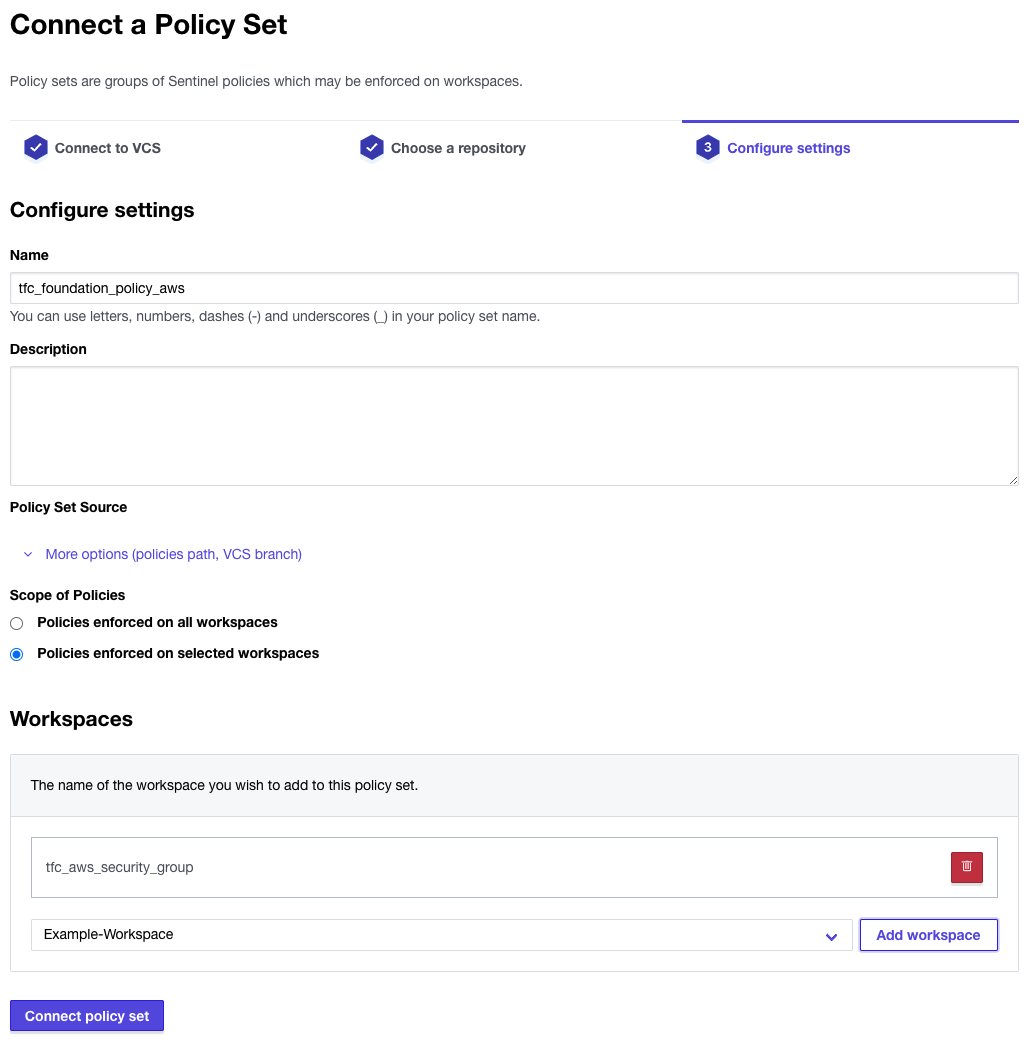 Connect a Policy Set
Policy sets are groups of Sentinel policies which may be enforced on workspaces.
Connect to VCS
Choose a repository
3 Configure settings
Configure settings
Name
tfc_foundation_policy_aws
You can use letters, numbers, dashes (-) and underscores (_) in your policy set name.
Description
Policy Set Source
More options (policies path, VCS branch)
Scope of Policies
Policies enforced on all workspaces
Policies enforced on selected workspaces
Workspaces
The name of the workspace you wish to add to this policy set.
tfc_aws_security_group
Example-Workspace
Add workspace
Connect policy set